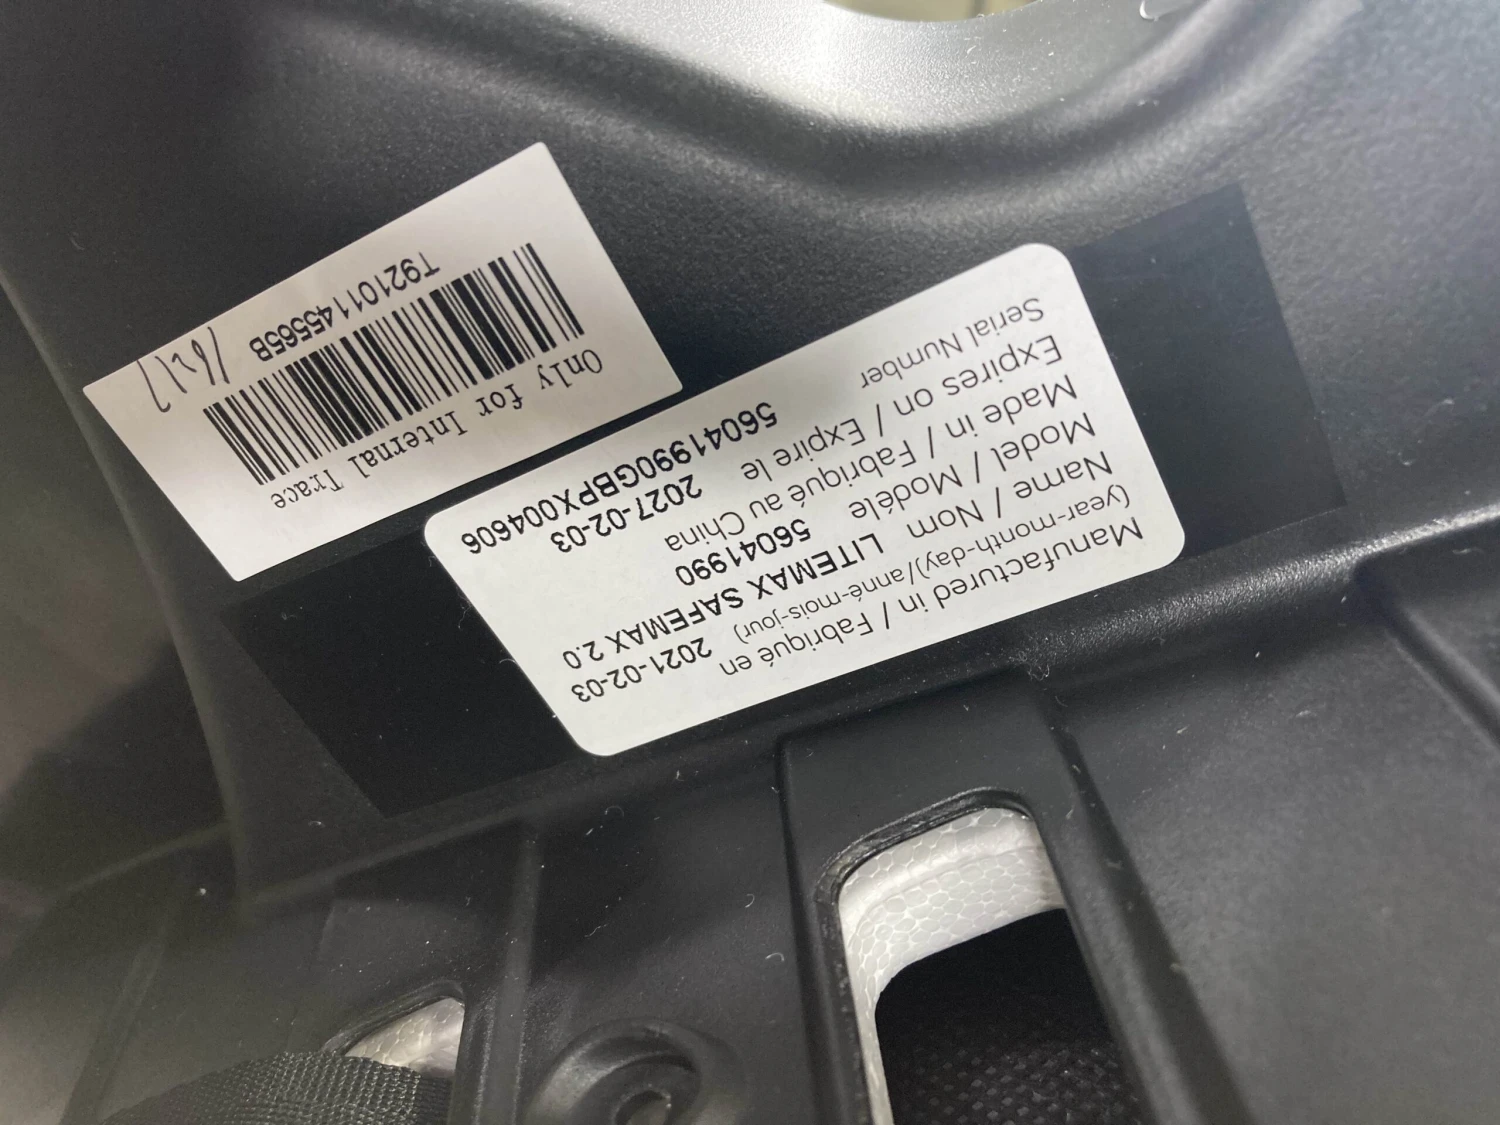 Manufactured in / Fabriqué en 2021-02-03
(year-month-day)/anné-mois-jour)
Name / Nom LITEMAX SAFEMAX 2.0
Model / Modéle 56041990
Made in / Fabriqué au China
Expires on / Expire le 2027-02-03
Serial Number 56041990GBPX004606
Only for Internal Trace
T921011455565B